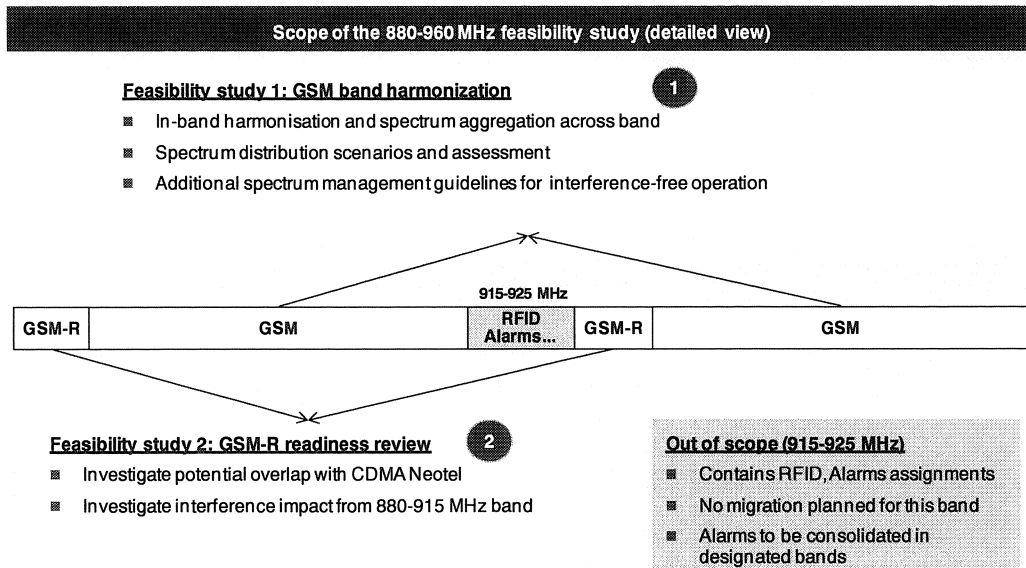 Scope of the 880-960 MHz feasibility study (detailed view)
Feasibility study 1: GSM band harmonization
1
In-band harmonisation and spectrum aggregation across band
Spectrum distribution scenarios and assessment
Additional spectrum management guidelines for interference-free operation
915-925 MHz
GSM-R
GSM
RFID
Alarms...
GSM-R
GSM
Feasibility study 2: GSM-R readiness review
2
Investigate potential overlap with CDMA Neotel
Investigate interference impact from 880-915 MHz band
Out of scope (915-925 MHz)
Contains RFID, Alarms assignments
No migration planned for this band
Alarms to be consolidated in
designated bands